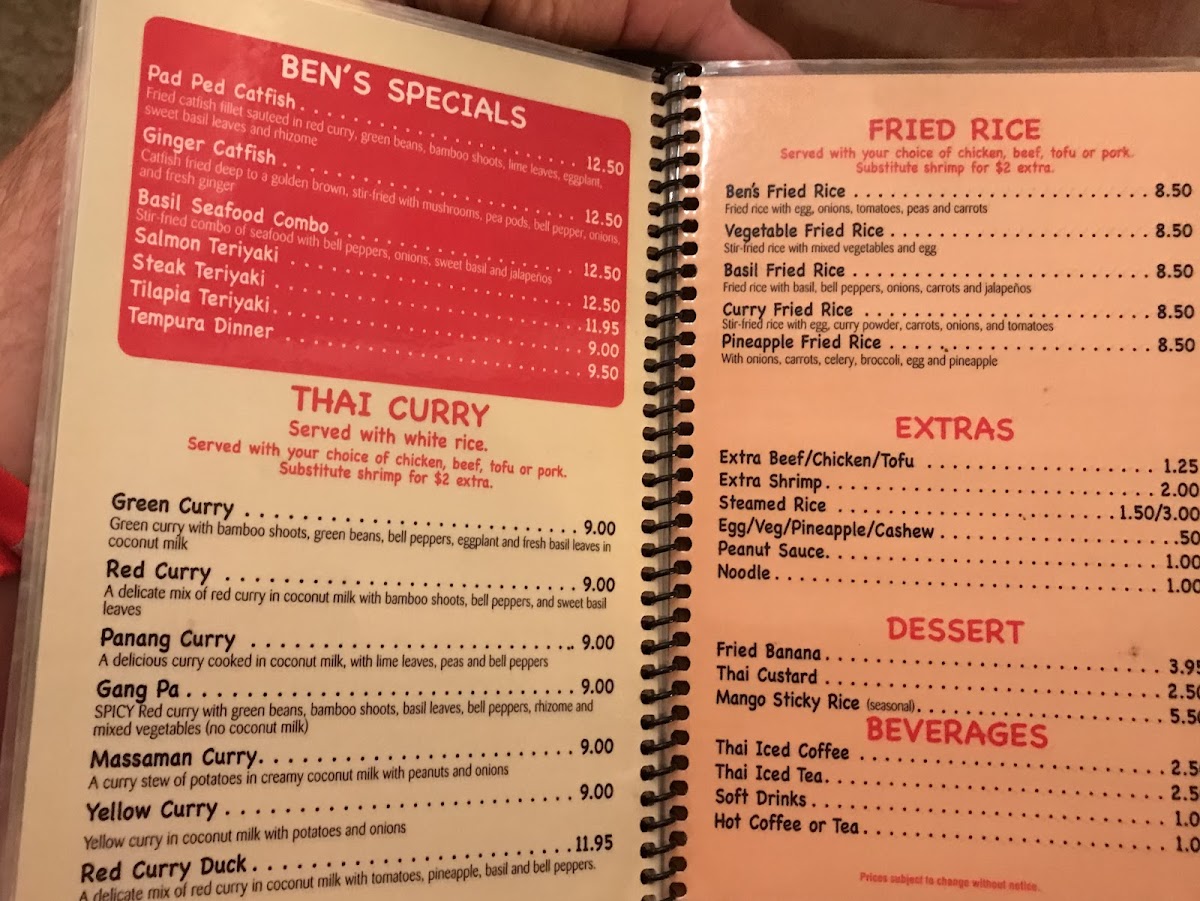 BEN'S SPECIALS
Pad Ped Catfish. . . . . . . . . . . . . . . . . . . . . . . . 12.50
Fried catfish fillet sauteed in red curry, green beans, bamboo shoots, lime leaves, eggplant,
sweet basil leaves and rhizome
Ginger Catfish . . . . . . . . . . . . . . . . . . . . . . . . 12.50
Catfish fried deep to a golden brown, stir-fried with mushrooms, pea pods, bell pepper, onions,
and fresh ginger
Basil Seafood Combo . . . . . . . . . . . . . . . . . . . . 12.50
Stir-fried combo of seafood with bell peppers, onions, sweet basil and jalapeños
Salmon Teriyaki . . . . . . . . . . . . . . . . . . . . . . . . 12.50
Steak Teriyaki . . . . . . . . . . . . . . . . . . . . . . . . 11.95
Tilapia Teriyaki. . . . . . . . . . . . . . . . . . . . . . . . 9.00
Tempura Dinner . . . . . . . . . . . . . . . . . . . . . . . . 9.50
THAI CURRY
Served with white rice.
Served with your choice of chicken, beef, tofu or pork.
Substitute shrimp for $2 extra.
Green Curry . . . . . . . . . . . . . . . . . . . . . . . . 9.00
Green curry with bamboo shoots, green beans, bell peppers, eggplant and fresh basil leaves in
coconut milk
Red Curry . . . . . . . . . . . . . . . . . . . . . . . . 9.00
A delicate mix of red curry in coconut milk with bamboo shoots, bell peppers, and sweet basil
leaves
Panang Curry . . . . . . . . . . . . . . . . . . . . . . . . 9.00
A delicious curry cooked in coconut milk, with lime leaves, peas and bell peppers
Gang Pa . . . . . . . . . . . . . . . . . . . . . . . . 9.00
SPICY Red curry with green beans, bamboo shoots, basil leaves, bell peppers, rhizome and
mixed vegetables (no coconut milk)
Massaman Curry. . . . . . . . . . . . . . . . . . . . . . . . 9.00
A curry stew of potatoes in creamy coconut milk with peanuts and onions
Yellow Curry . . . . . . . . . . . . . . . . . . . . . . . . 9.00
Yellow curry in coconut milk with potatoes and onions
Red Curry Duck . . . . . . . . . . . . . . . . . . . . . . . . 11.95
A delicate mix of red curry in coconut milk with tomatoes, pineapple, basil and bell peppers.
FRIED RICE
Served with your choice of chicken, beef, tofu or pork.
Substitute shrimp for $2 extra.
Ben's Fried Rice . . . . . . . . . . . . . . . . . . . . . . . . 8.50
Fried rice with egg, onions, tomatoes, peas and carrots
Vegetable Fried Rice . . . . . . . . . . . . . . . . . . . . . . . . 8.50
Stir-fried rice with mixed vegetables and egg
Basil Fried Rice . . . . . . . . . . . . . . . . . . . . . . . . 8.50
Fried rice with basil, bell peppers, onions, carrots and jalapeños
Curry Fried Rice . . . . . . . . . . . . . . . . . . . . . . . . 8.50
Stir-fried rice with egg, curry powder, carrots, onions, and tomatoes
Pineapple Fried Rice . . . . . . . . . . . . . . . . . . . . . . . . 8.50
With onions, carrots, celery, broccoli, egg and pineapple
EXTRAS
Extra Beef/Chicken/Tofu . . . . . . . . . . . . . . . . . . . . 1.25
Extra Shrimp . . . . . . . . . . . . . . . . . . . . . . . . 2.00
Steamed Rice . . . . . . . . . . . . . . . . . . . . 1.50/3.00
Egg/Veg/Pineapple/Cashew . . . . . . . . . . . . . . . . . . . . .50
Peanut Sauce. . . . . . . . . . . . . . . . . . . . . . . . 1.00
Noodle . . . . . . . . . . . . . . . . . . . . . . . . 1.00
DESSERT
Fried Banana . . . . . . . . . . . . . . . . . . . . . . . . 3.95
Thai Custard . . . . . . . . . . . . . . . . . . . . . . . . 2.50
Mango Sticky Rice (seasonal). . . . . . . . . . . . . . . . . . . . 5.50
BEVERAGES
Thai Iced Coffee . . . . . . . . . . . . . . . . . . . . . . . . 2.5
Thai Iced Tea. . . . . . . . . . . . . . . . . . . . . . . . 2.5
Soft Drinks . . . . . . . . . . . . . . . . . . . . . . . . 1.0
Hot Coffee or Tea . . . . . . . . . . . . . . . . . . . . . . . . 1.0
Prices subject to change without notice.